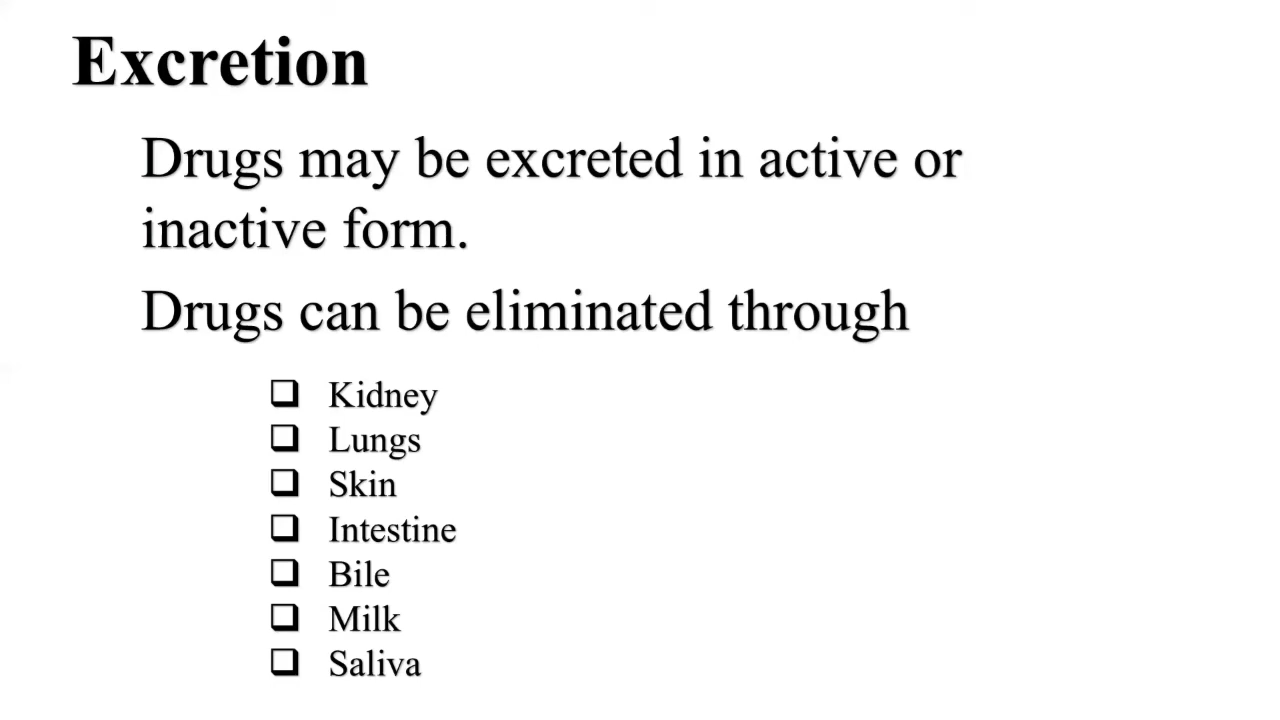 Excretion
Drugs may be excreted in active or
inactive form.
Drugs can be eliminated through
❑ Kidney
❑ Lungs
❑ Skin
❑ Intestine
❑ Bile
❑ Milk
❑ Saliva